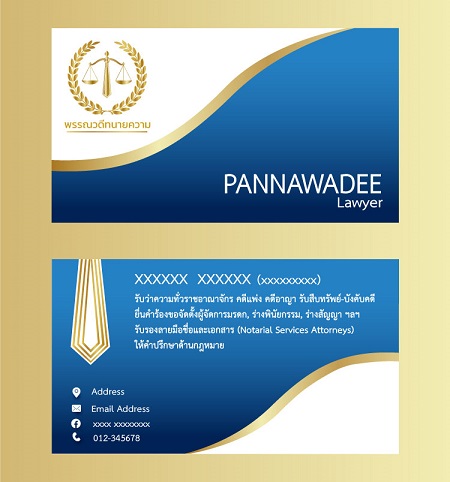 พรรณวดีทนายความ
PANNAWADEE
Lawyer
XXXXXX XXXXXX (xxxxxxxxx)
รับว่าความทั่วราชอาณาจักร คดีแพ่ง คดีอาญา รับสืบทรัพย์-บังคับคดี
ยื่นคำร้องขอจัดตั้งผู้จัดการมรดก, ร่างพินัยกรรม, ร่างสัญญา ฯลฯ
รับรองลายมือชื่อและเอกสาร (Notarial Services Attorneys)
ให้คำปรึกษาด้านกฎหมาย
Address
Email Address
xxxx xxxxxxxx
012-345678